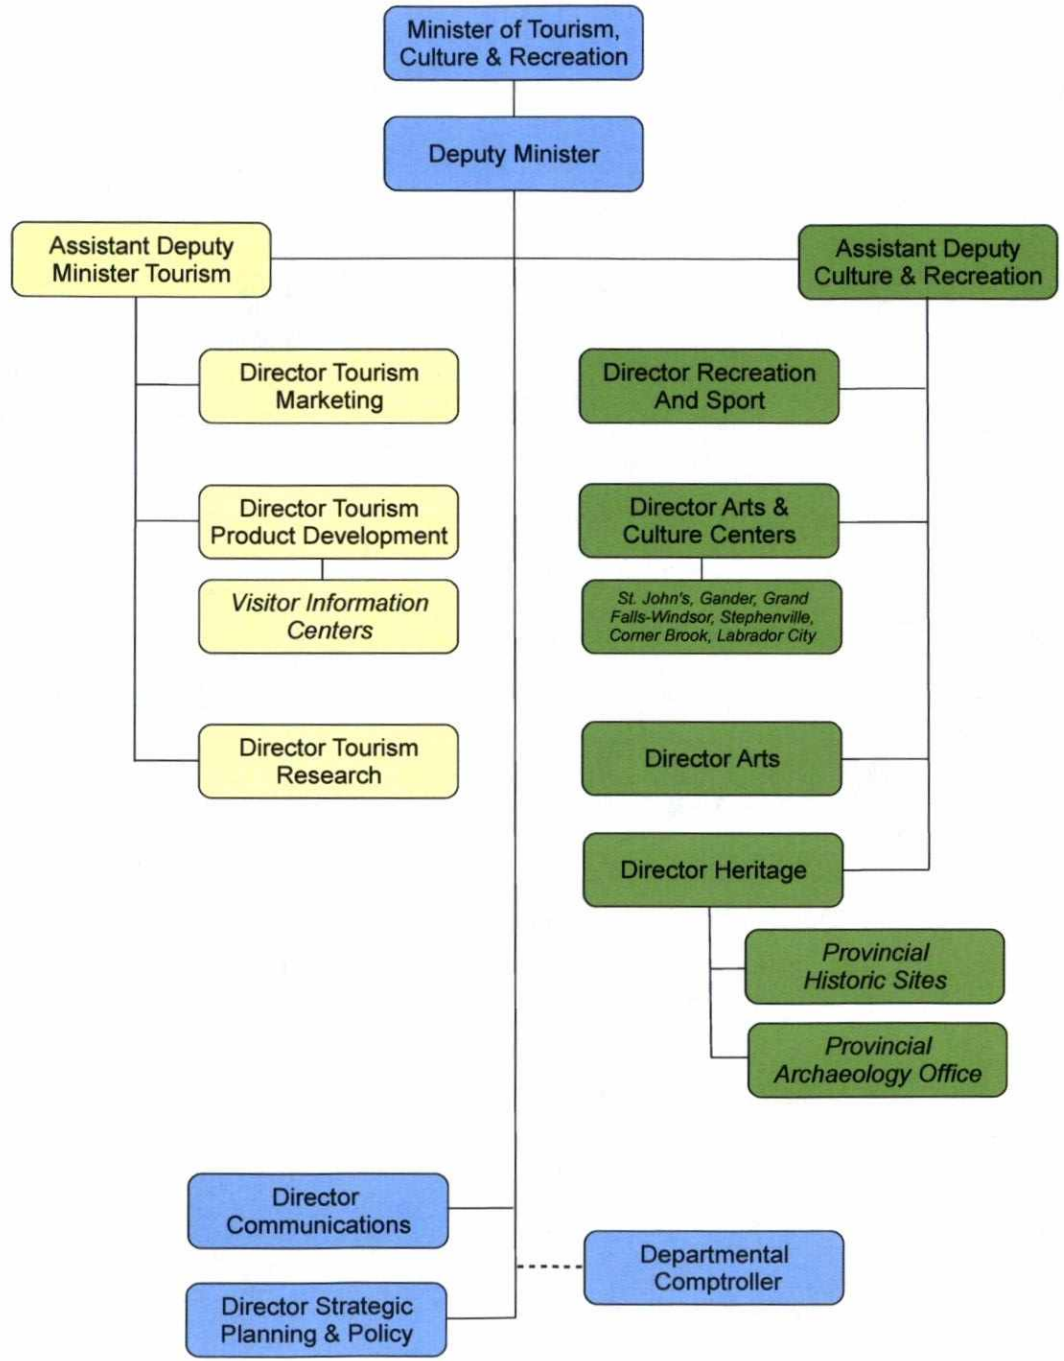 Minister of Tourism,
Culture & Recreation
Deputy Minister
Assistant Deputy
Minister Tourism
Assistant Deputy
Culture & Recreation
Director Tourism
Marketing
Director Recreation
And Sport
Director Tourism
Product Development
Director Arts &
Culture Centers
Visitor Information
Centers
St. John's, Gander, Grand
Falls-Windsor, Stephenville,
Corner Brook, Labrador City
Director Tourism
Research
Director Arts
Director Heritage
Provincial
Historic Sites
Provincial
Archaeology Office
Director
Communications
Departmental
Comptroller
Director Strategic
Planning & Policy